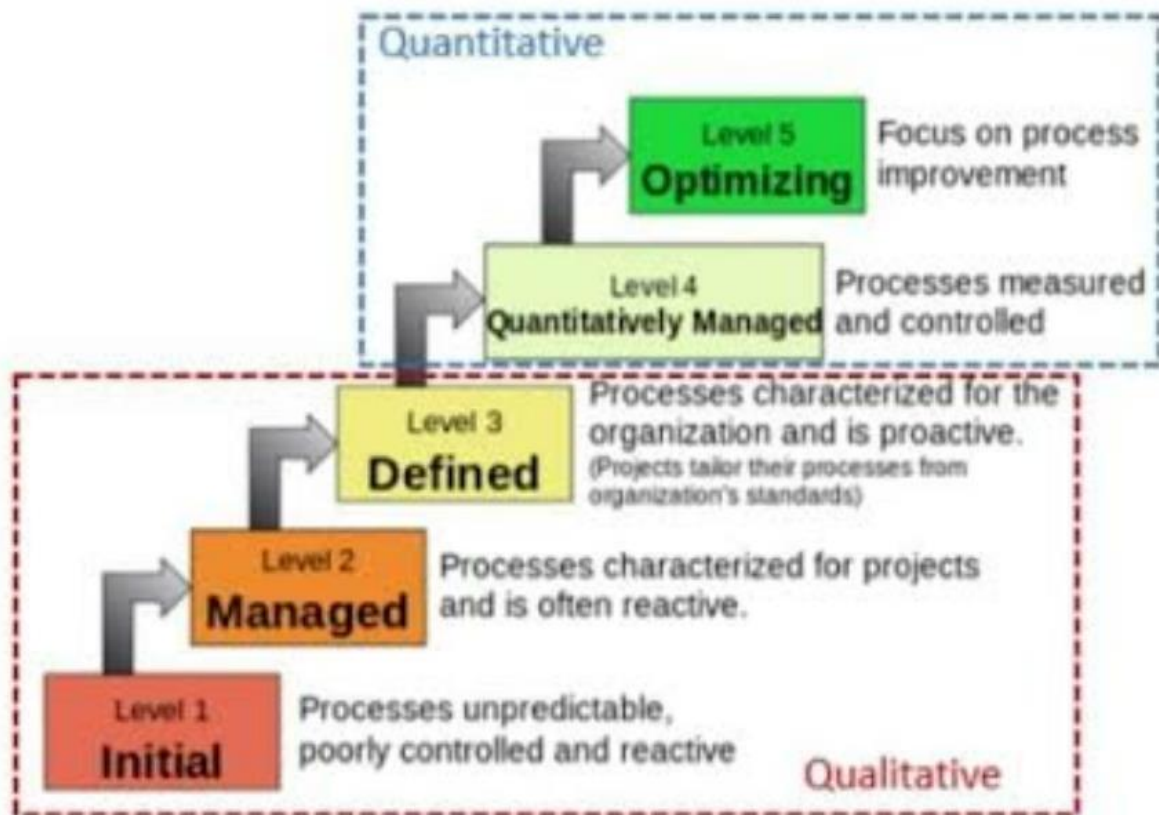 Quantitative
Level 5
Optimizing
Focus on process
improvement
Level 4
Quantitatively Managed
Processes measured
and controlled
Level 3
Defined
Processes characterized for the
organization and is proactive.
(Projects tailor their processes from
organization's standards)
Level 2
Managed
Processes characterized for projects
and is often reactive.
Level 1
Initial
Processes unpredictable,
poorly controlled and reactive
Qualitative